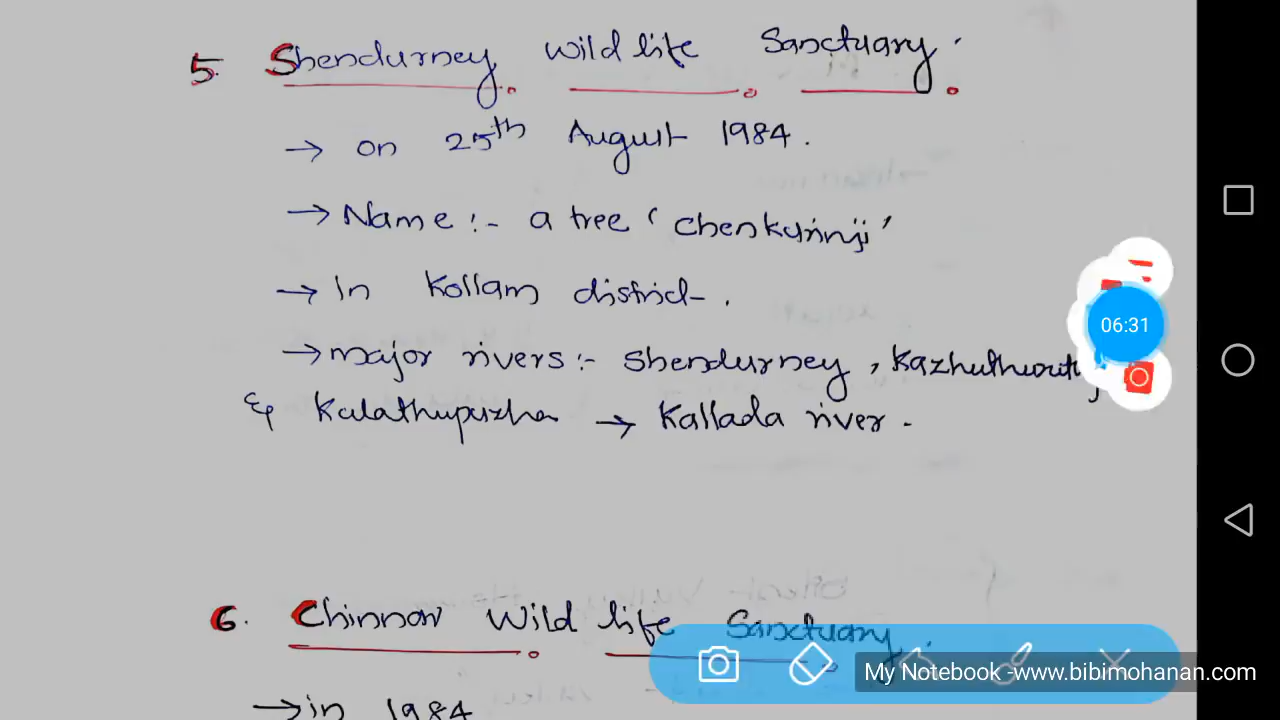 5. Shendurney Wild life Sanctuary.
→ on 25th August 1984.
→ Name :- a tree 'Chenkurinji'
→ In Kollam district.
06:31
→ major rivers :- Shendurney, Kazhuthurutty
& Kulathupuzha → Kallada river.
6. Chinnar Wild life Sanctuary.
My Notebook -www.bibimohanan.com
→ in 1984